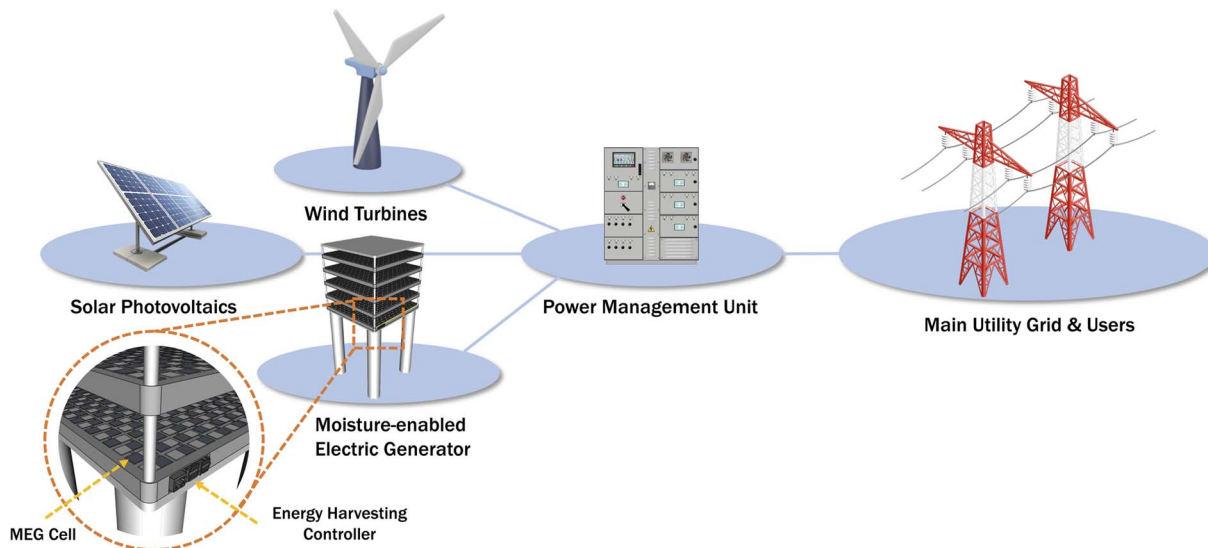 Wind Turbines
Solar Photovoltaics
Power Management Unit
Main Utility Grid & Users
Moisture-enabled
Electric Generator
MEG Cell
Energy Harvesting
Controller